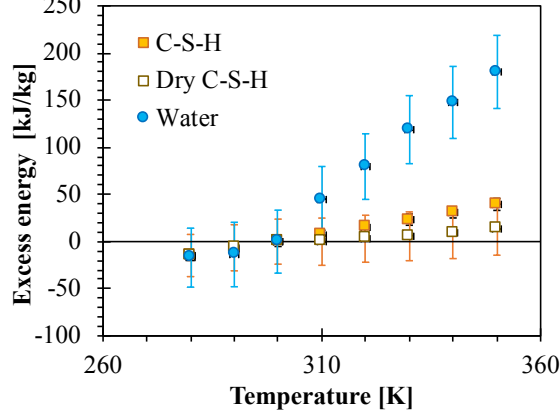 250
200
150
100
50
0
-50
-100
Excess energy [kJ/kg]
C-S-H
Dry C-S-H
Water
260
310
360
Temperature [K]